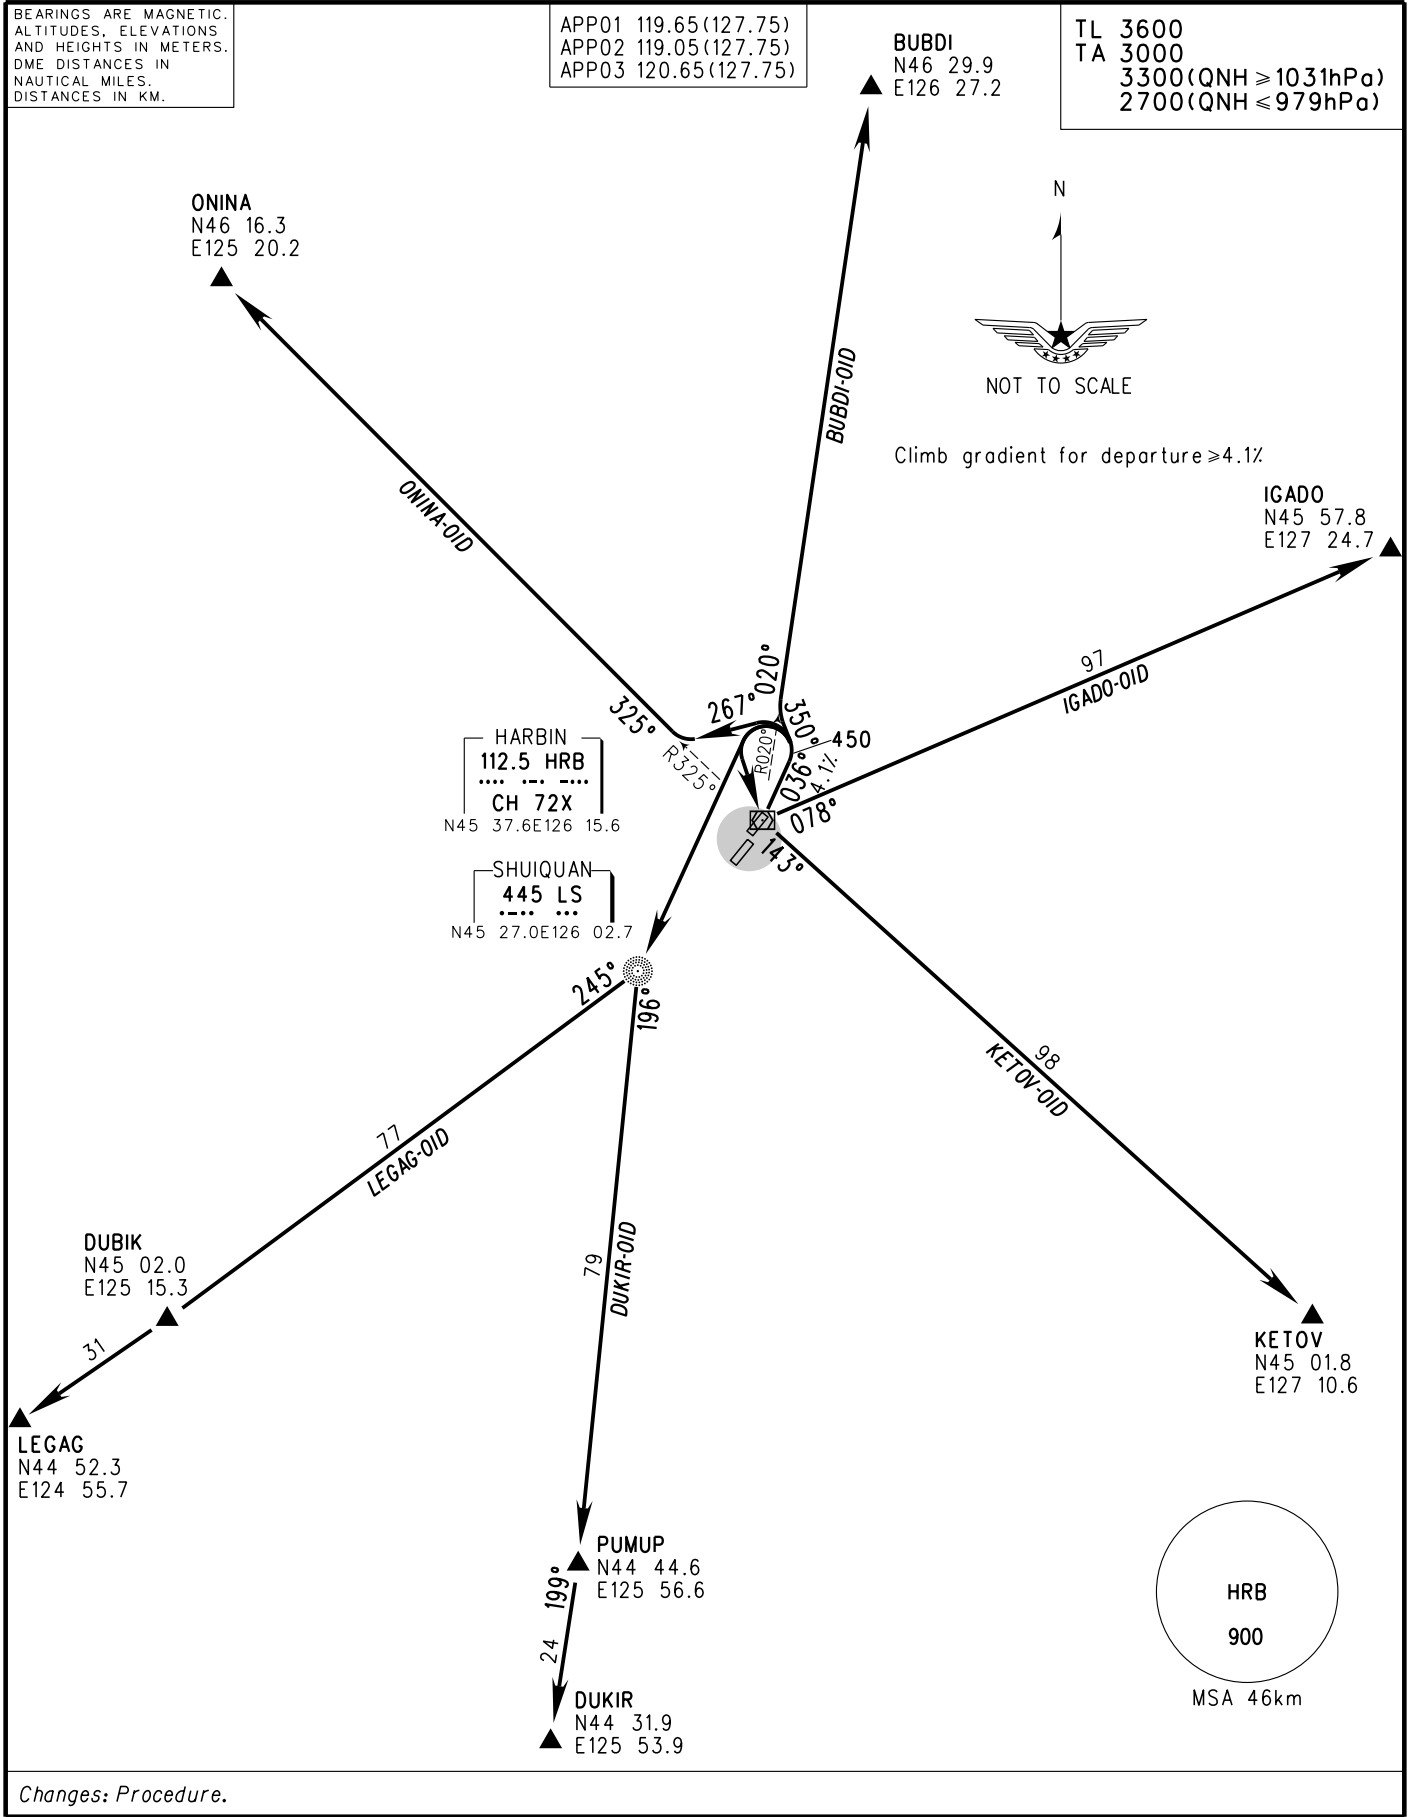 BEARINGS ARE MAGNETIC.
ALTITUDES, ELEVATIONS
AND HEIGHTS IN METERS.
DME DISTANCES IN
NAUTICAL MILES.
DISTANCES IN KM.
APP01 119.65(127.75)
APP02 119.05(127.75)
APP03 120.65(127.75)
TL 3600
TA 3000
3300(QNH ≥1031hPa)
2700(QNH ≤979hPa)
BUBDI
N46 29.9
E126 27.2
ONINA
N46 16.3
E125 20.2
N
NOT TO SCALE
BUBDI-01D
Climb gradient for departure≥4.1%
ONINA-01D
IGADO
N45 57.8
E127 24.7
97
IGADO-01D
020°
267°
350°
325°
R325°
R020°
450
036°
4.1%
078°
143°
HARBIN
112.5 HRB
CH 72X
N45 37.6E126 15.6
SHUIQUAN
445 LS
N45 27.0E126 02.7
245°
196°
98
KETOV-01D
77
LEGAG-01D
79
DUKIR-01D
DUBIK
N45 02.0
E125 15.3
31
LEGAG
N44 52.3
E124 55.7
KETOV
N45 01.8
E127 10.6
PUMUP
N44 44.6
E125 56.6
199°
24
DUKIR
N44 31.9
E125 53.9
HRB
900
MSA 46km
Changes: Procedure.